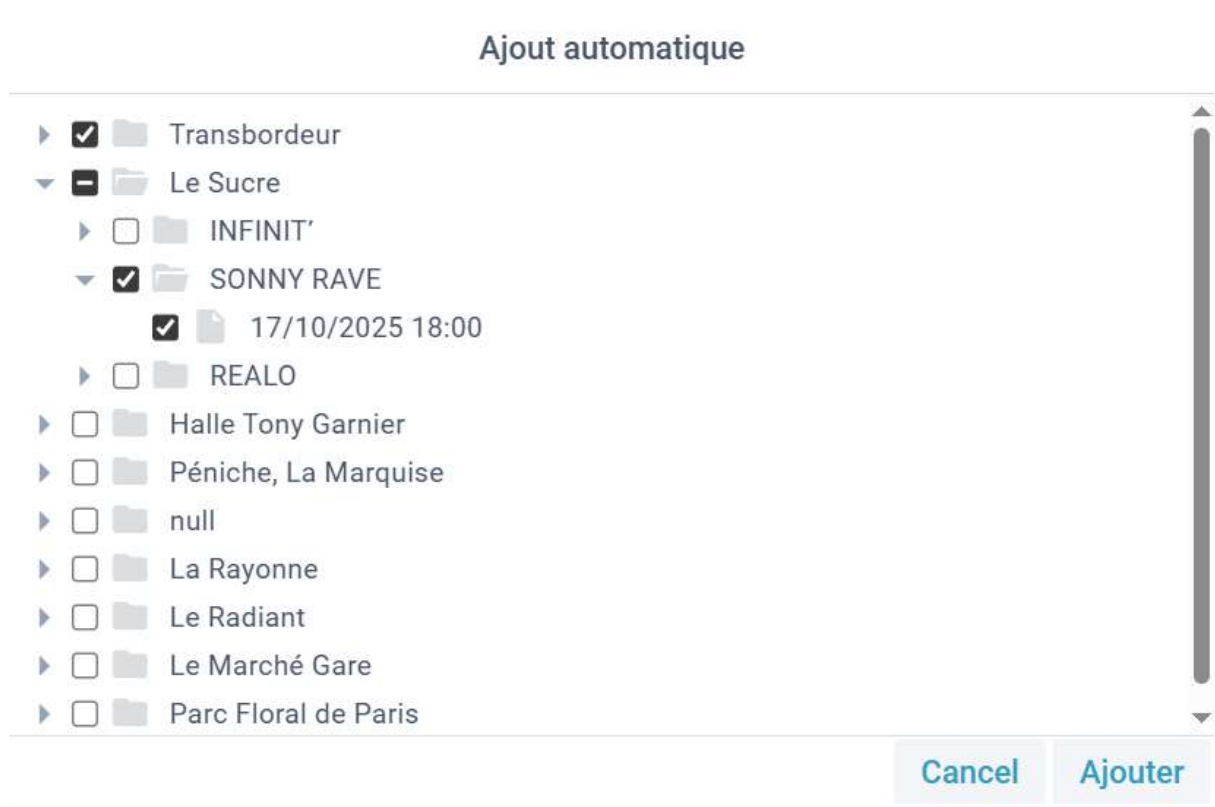 Ajout automatique
Transbordeur
Le Sucre
INFINIT’
SONNY RAVE
17/10/2025 18:00
REALO
Halle Tony Garnier
Péniche, La Marquise
null
La Rayonne
Le Radiant
Le Marché Gare
Parc Floral de Paris
Cancel Ajouter